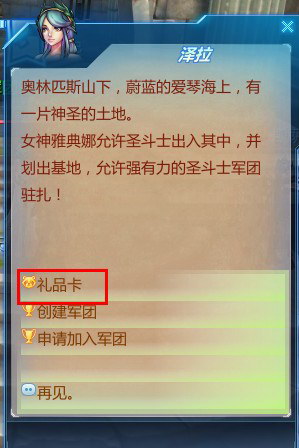 泽拉
奥林匹斯山下，蔚蓝的爱琴海上，有
一片神圣的土地。
女神雅典娜允许圣斗士出入其中，并
划出基地，允许强有力的圣斗士军团
驻扎！
礼品卡
创建军团
申请加入军团
再见。